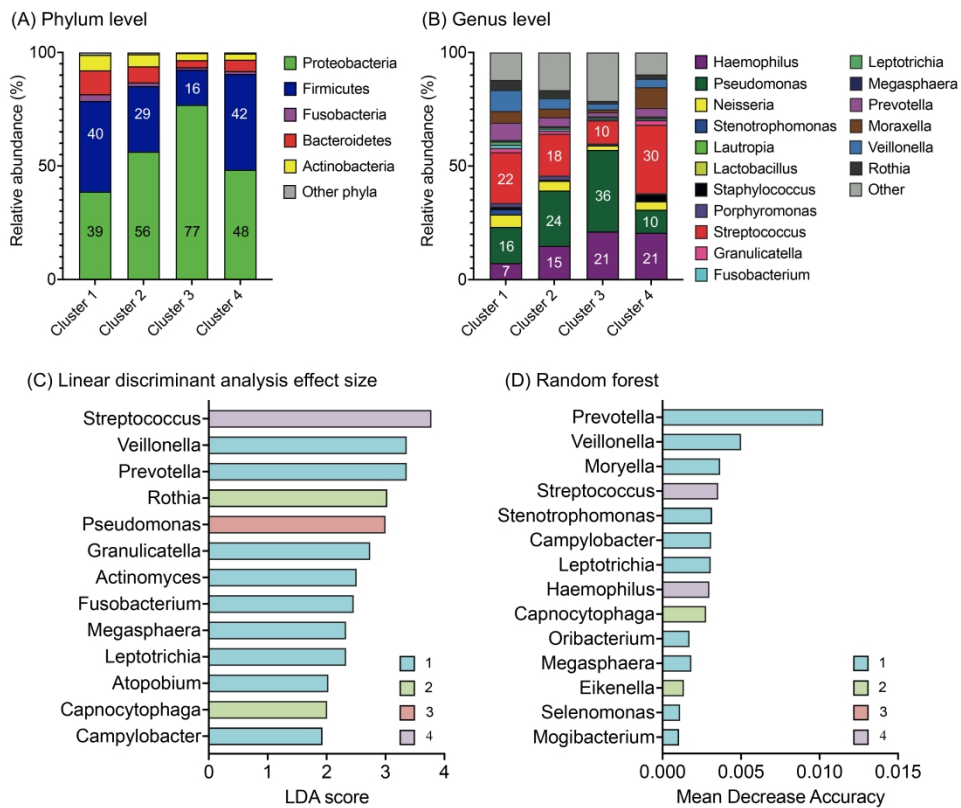 (A) Phylum level
Relative abundance (%)
100
50
0
40
39
29
56
16
77
42
48
Cluster 1
Cluster 2
Cluster 3
Cluster 4
Proteobacteria
Firmicutes
Fusobacteria
Bacteroidetes
Actinobacteria
Other phyla
(B) Genus level
Relative abundance (%)
100
50
0
22
16
7
18
24
15
10
36
21
30
10
21
Cluster 1
Cluster 2
Cluster 3
Cluster 4
Haemophilus
Pseudomonas
Neisseria
Stenotrophomonas
Lautropia
Lactobacillus
Staphylococcus
Porphyromonas
Streptococcus
Granulicatella
Fusobacterium
Leptotrichia
Megasphaera
Prevotella
Moraxella
Veillonella
Rothia
Other
(C) Linear discriminant analysis effect size
Streptococcus
Veillonella
Prevotella
Rothia
Pseudomonas
Granulicatella
Actinomyces
Fusobacterium
Megasphaera
Leptotrichia
Atopobium
Capnocytophaga
Campylobacter
1
2
3
4
0 1 2 3 4
LDA score
(D) Random forest
Prevotella
Veillonella
Moryella
Streptococcus
Stenotrophomonas
Campylobacter
Leptotrichia
Haemophilus
Capnocytophaga
Oribacterium
Megasphaera
Eikenella
Selenomonas
Mogibacterium
1
2
3
4
0.000 0.005 0.010 0.015
Mean Decrease Accuracy